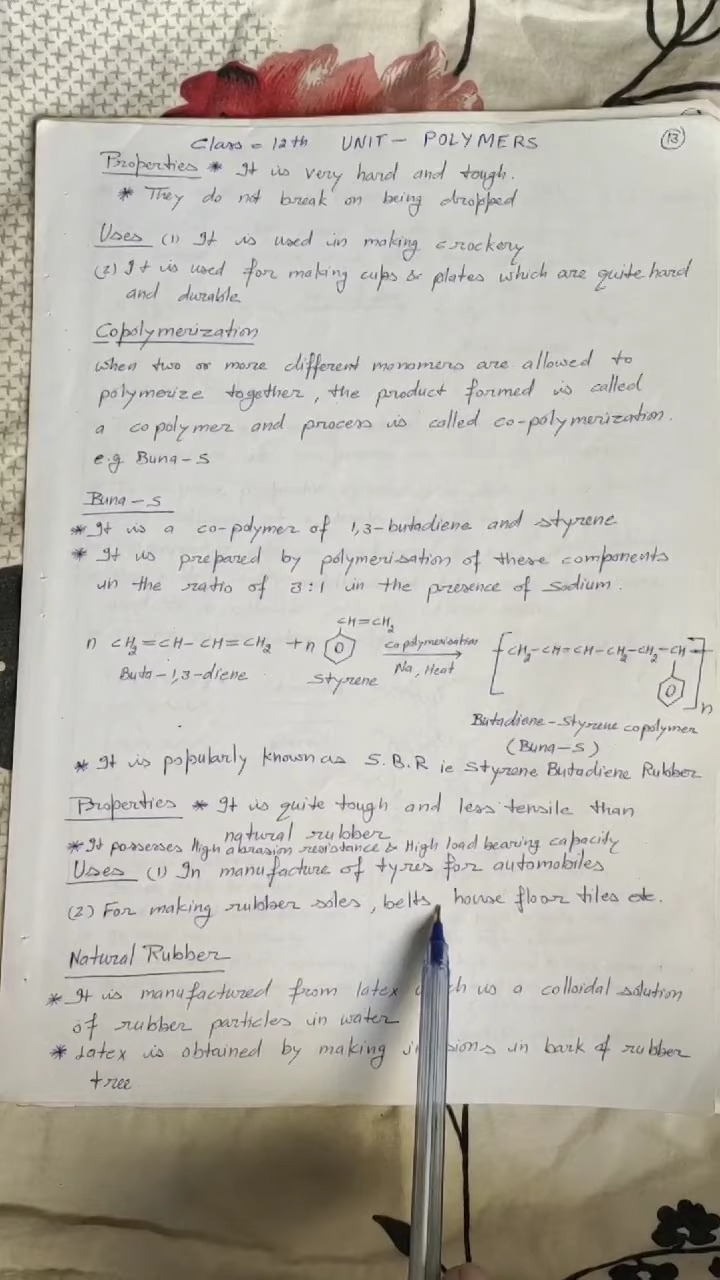 Class = 12th UNIT - POLYMERS 13
Properties * It is very hard and tough.
* They do not break on being dropped
Uses (1) It is used in making crockery
(2) It is used for making cups & plates which are quite hard
and durable
Copolymerization
When two or more different monomers are allowed to
polymerize together, the product formed is called
a copolymer and process is called co-polymerization.
e.g Buna-S
Buna-S
* It is a co-polymer of 1,3-butadiene and styrene
* It is prepared by polymerisation of these components
in the ratio of 3:1 in the presence of Sodium.
CH=CH2
n CH2=CH-CH=CH2 + n Copolymerisation [CH2-CH=CH-CH2-CH2-CH]n
Buta-1,3-diene Styrene Na, Heat
Butadiene-Styrene copolymer
(Buna-S)
* It is popularly known as S.B.R ie Styrene Butadiene Rubber
Properties * It is quite tough and less tensile than
natural rubber
* It possesses High abrasion resistance & High load bearing capacity
Uses (1) In manufacture of tyres for automobiles
(2) For making rubber soles, belts, house floor tiles etc.
Natural Rubber
* It is manufactured from latex ch is a colloidal solution
of rubber particles in water
* Latex is obtained by making in sions in bark of rubber
tree